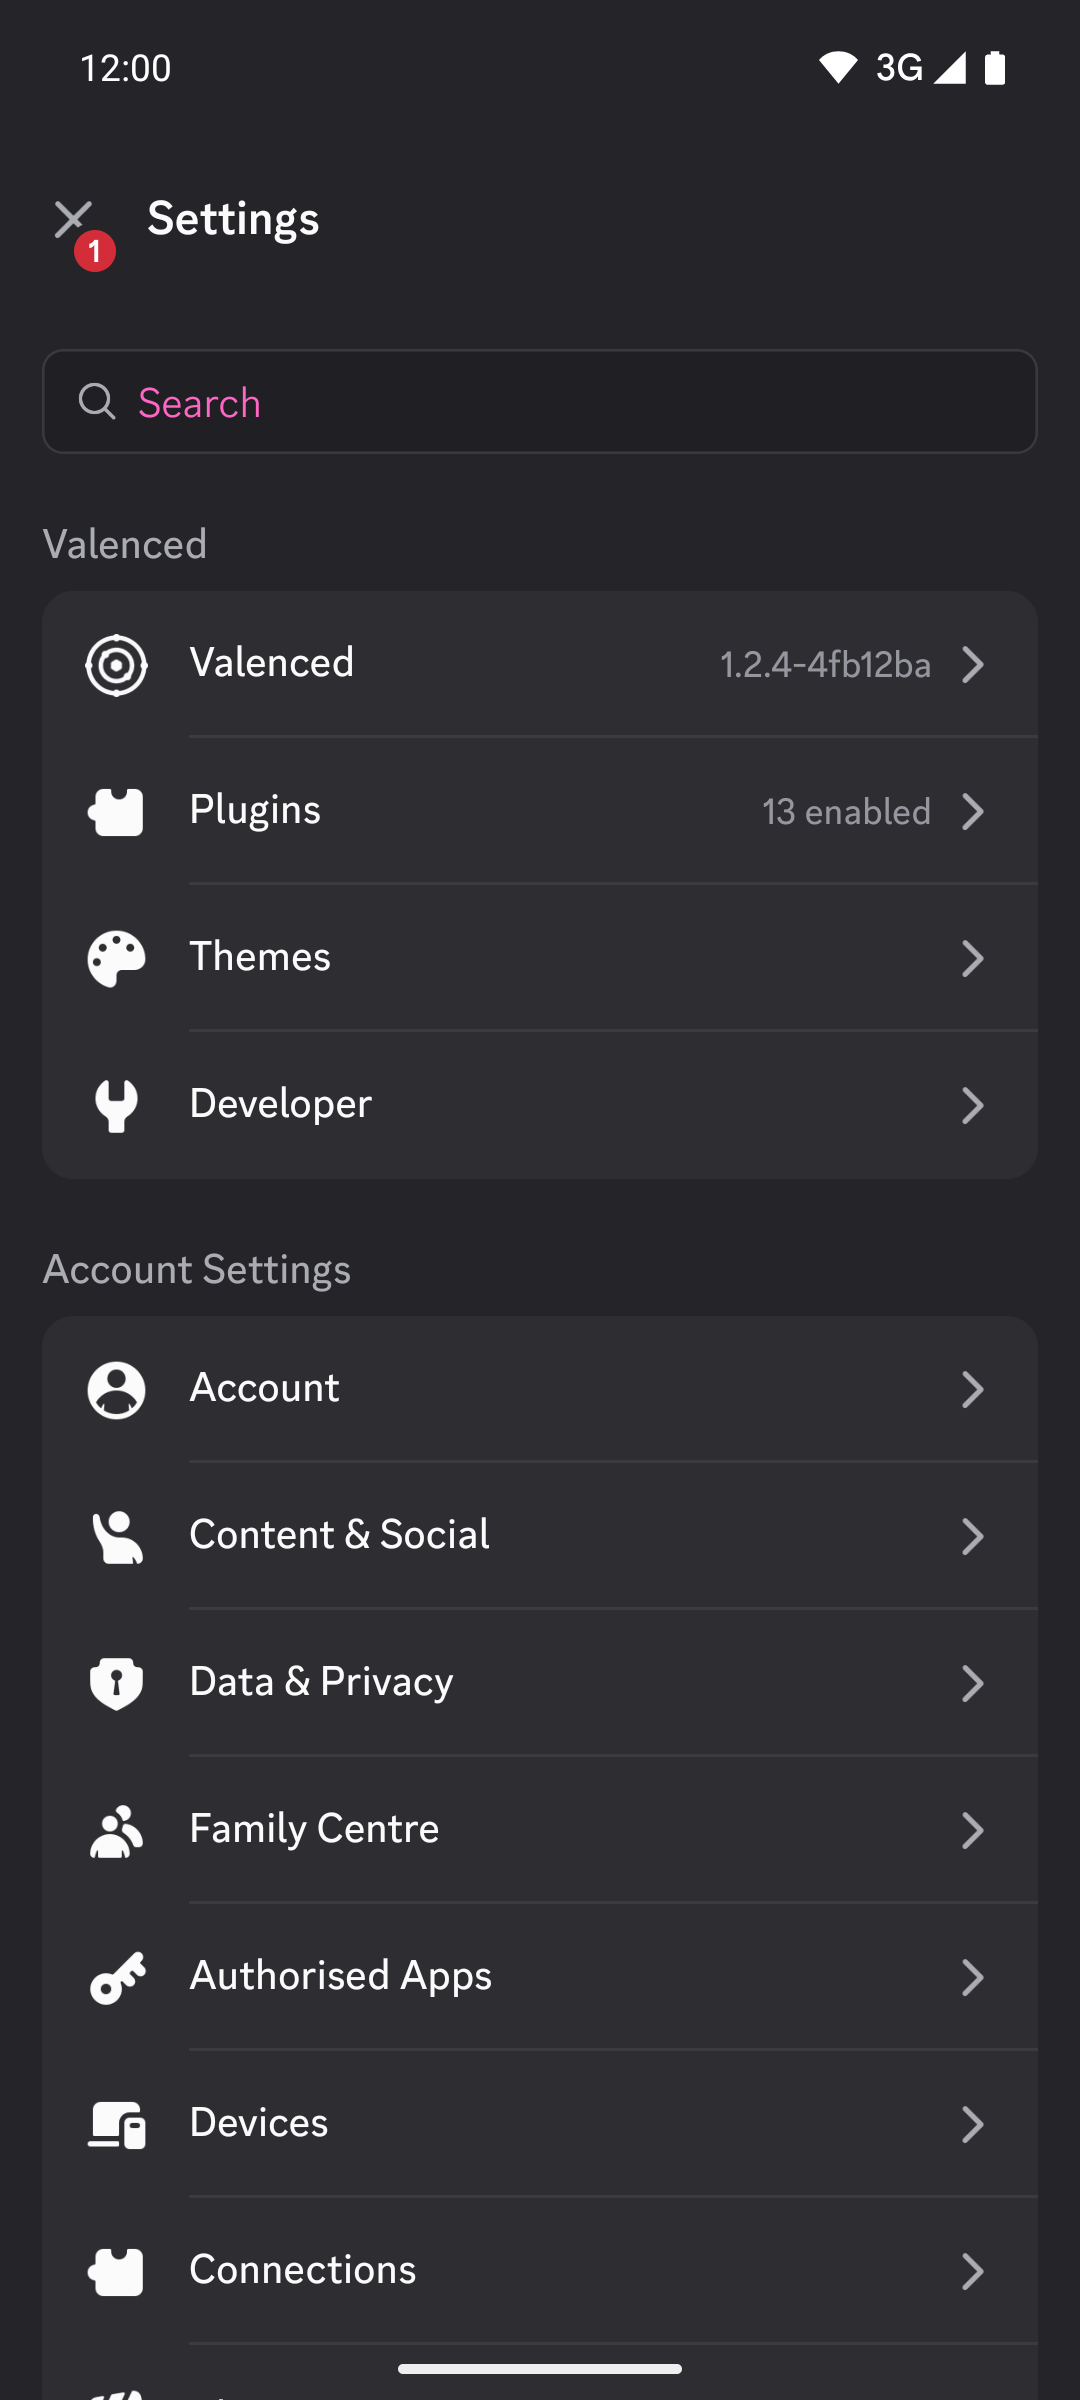 12:00
3G
1
Settings
Search
Valenced
Valenced
1.2.4-4fb12ba
Plugins
13 enabled
Themes
Developer
Account Settings
Account
Content & Social
Data & Privacy
Family Centre
Authorised Apps
Devices
Connections